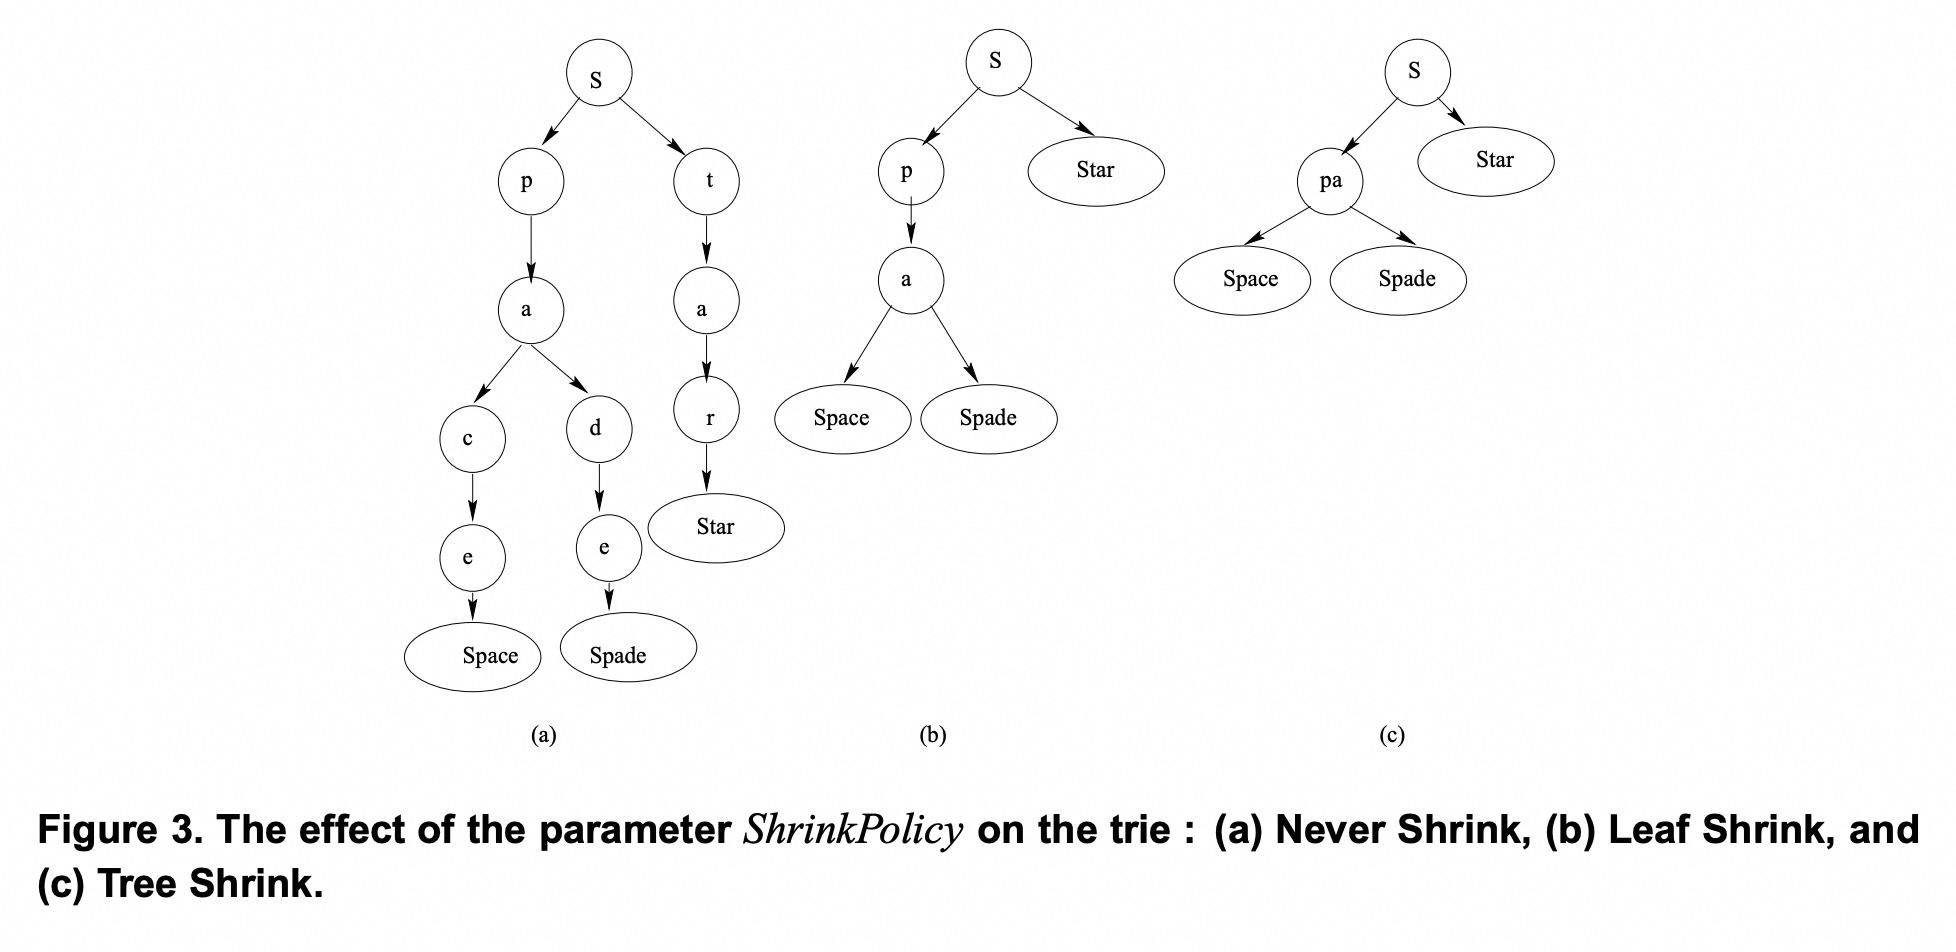 S
p
t
a
a
c
d
r
e
e
Star
Space
Spade
(a)
S
p
Star
a
Space
Spade
(b)
S
pa
Star
Space
Spade
(c)
Figure 3. The effect of the parameter ShrinkPolicy on the trie : (a) Never Shrink, (b) Leaf Shrink, and
(c) Tree Shrink.